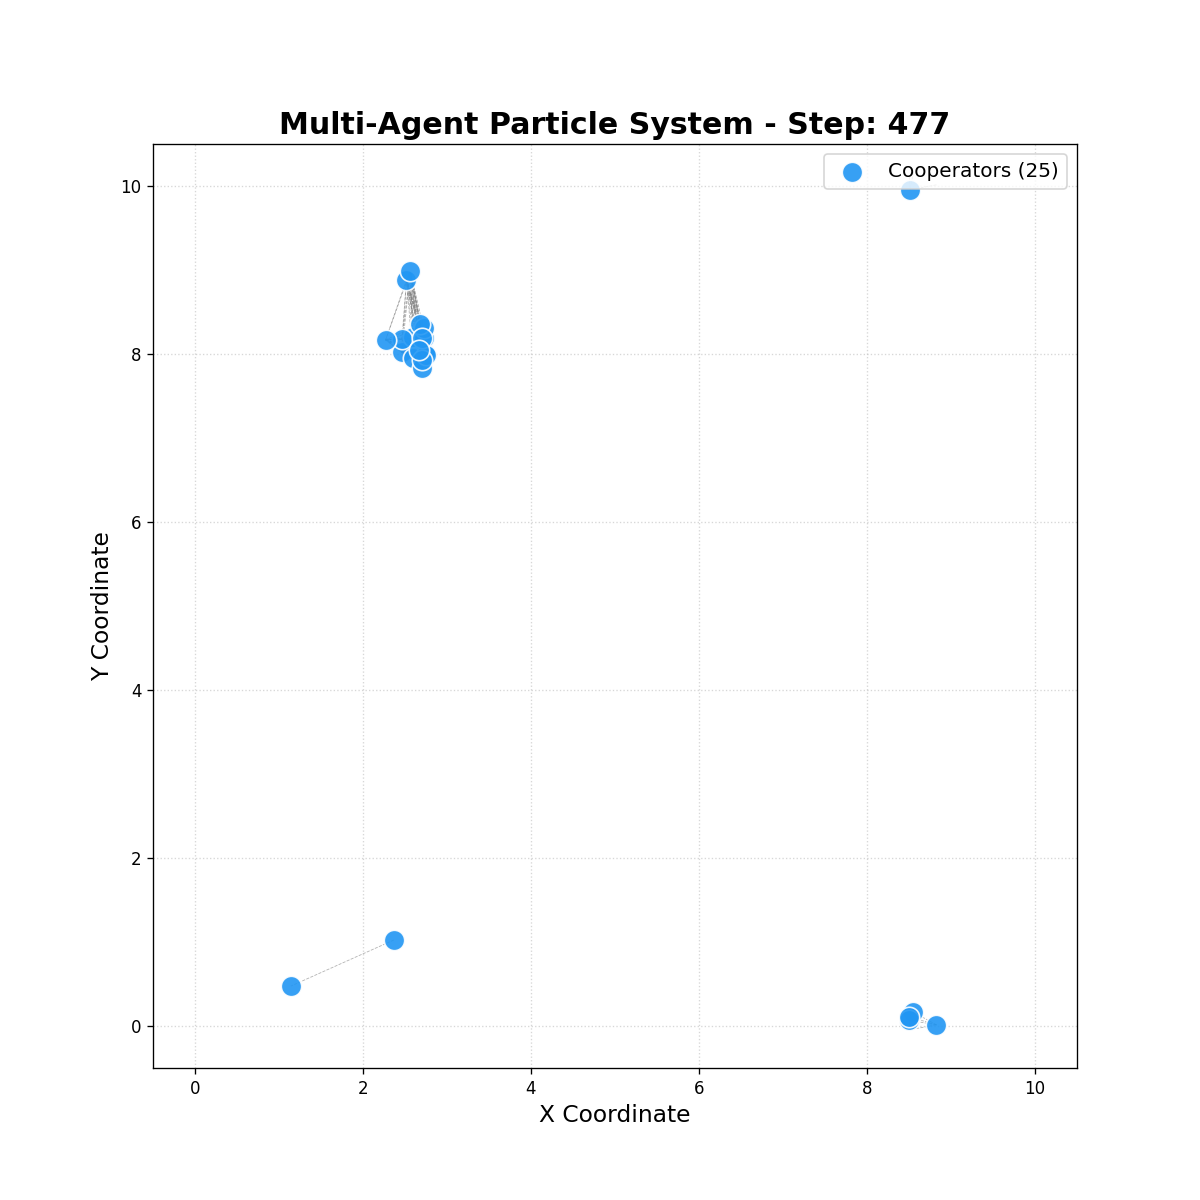 Multi-Agent Particle System - Step: 477
Cooperators (25)
10
8
6
4
2
0
Y Coordinate
0 2 4 6 8 10
X Coordinate